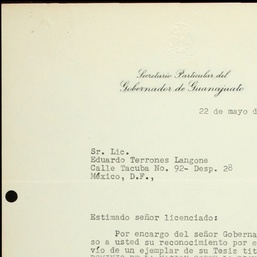 Secretario Particular del
Gobernador de Guanajuato
22 de mayo d
Sr. Lic.
Eduardo Terrones Langone
Calle Tacuba No. 92- Desp. 28
México, D.F.,
Estimado señor licenciado:
Por encargo del señor Goberna
so a usted su reconocimiento por e
vío de un ejemplar de su Tesis tit